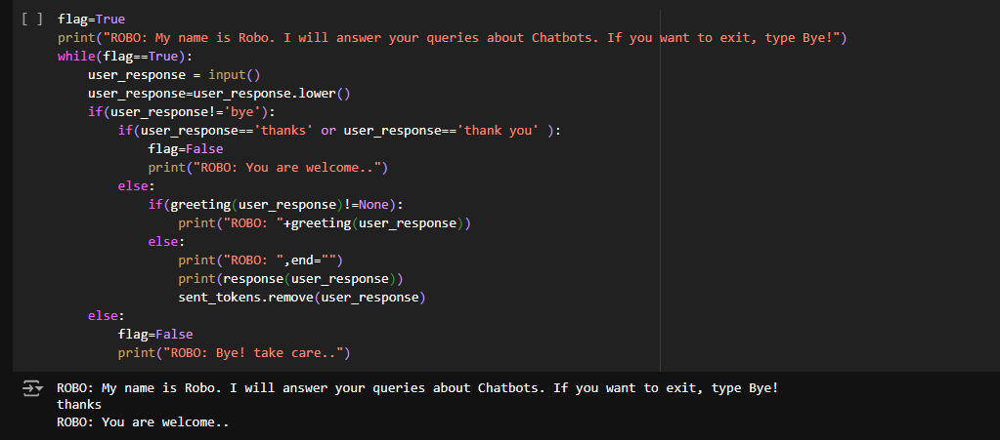 [ ] flag=True
print("ROBO: My name is Robo. I will answer your queries about Chatbots. If you want to exit, type Bye!")
while(flag==True):
    user_response = input()
    user_response=user_response.lower()
    if(user_response!='bye'):
        if(user_response=='thanks' or user_response=='thank you' ):
            flag=False
            print("ROBO: You are welcome..")
        else:
            if(greeting(user_response)!=None):
                print("ROBO: "+greeting(user_response))
            else:
                print("ROBO: ",end="")
                print(response(user_response))
                sent_tokens.remove(user_response)
    else:
        flag=False
        print("ROBO: Bye! take care..")
ROBO: My name is Robo. I will answer your queries about Chatbots. If you want to exit, type Bye!
thanks
ROBO: You are welcome..